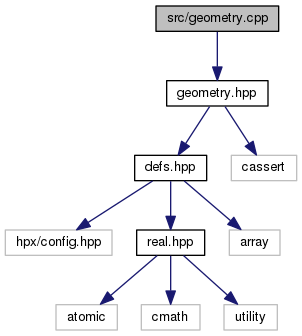 src/geometry.cpp
geometry.hpp
defs.hpp
cassert
hpx/config.hpp
real.hpp
array
atomic
cmath
utility